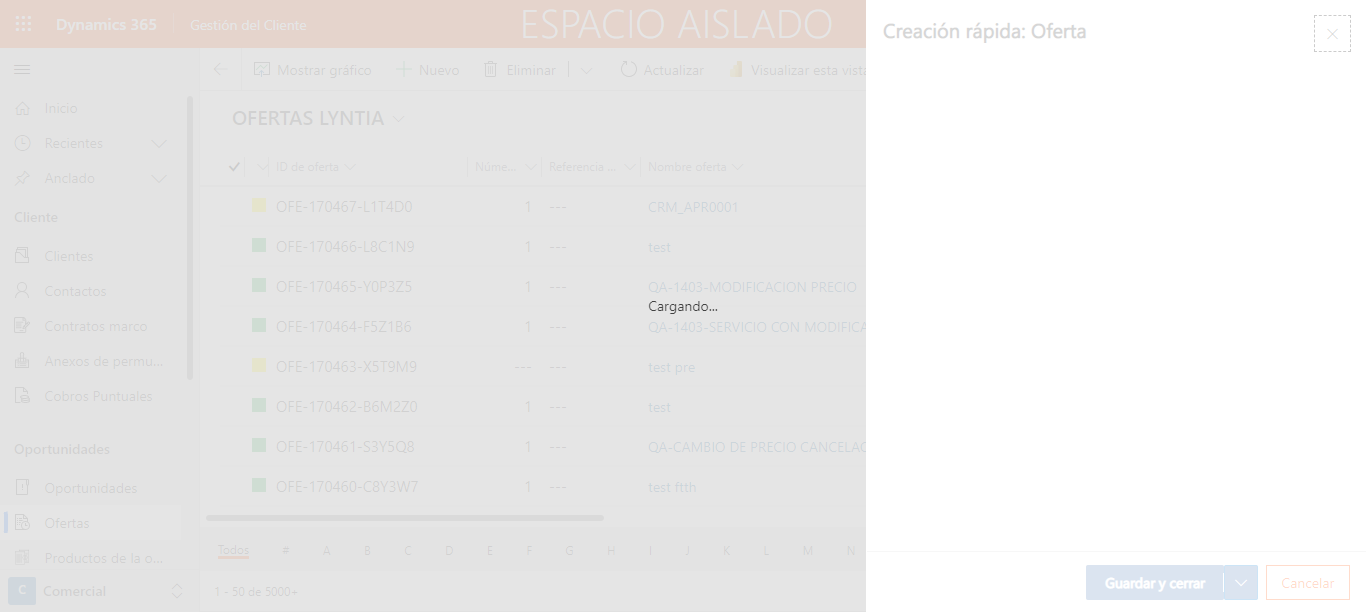 Dynamics 365
Gestión del Cliente
ESPACIO AISLADO
Mostrar gráfico
Nuevo
Eliminar
Actualizar
Visualizar esta vista
Inicio
Recientes
Anclado
Cliente
Clientes
Contactos
Contratos marco
Anexos de permu...
Cobros Puntuales
Oportunidades
Oportunidades
Ofertas
Productos de la o...
C Comercial
OFERTAS LYNTIA
ID de oferta Núme... Referencia ... Nombre oferta
OFE-170467-L1T4D0 1 --- CRM_APR0001
OFE-170466-L8C1N9 1 --- test
OFE-170465-Y0P3Z5 1 --- QA-1403-MODIFICACION PRECIO
Cargando...
OFE-170464-F5Z1B6 1 --- QA-1403-SERVICIO CON MODIFICA
OFE-170463-X5T9M9 --- --- test pre
OFE-170462-B6M2Z0 1 --- test
OFE-170461-S3Y5Q8 1 --- QA-CAMBIO DE PRECIO CANCELAC
OFE-170460-C8Y3W7 1 --- test ftth
Todos # A B C D E F G H I J K L M N
1 - 50 de 5000+
Creación rápida: Oferta
Guardar y cerrar
Cancelar